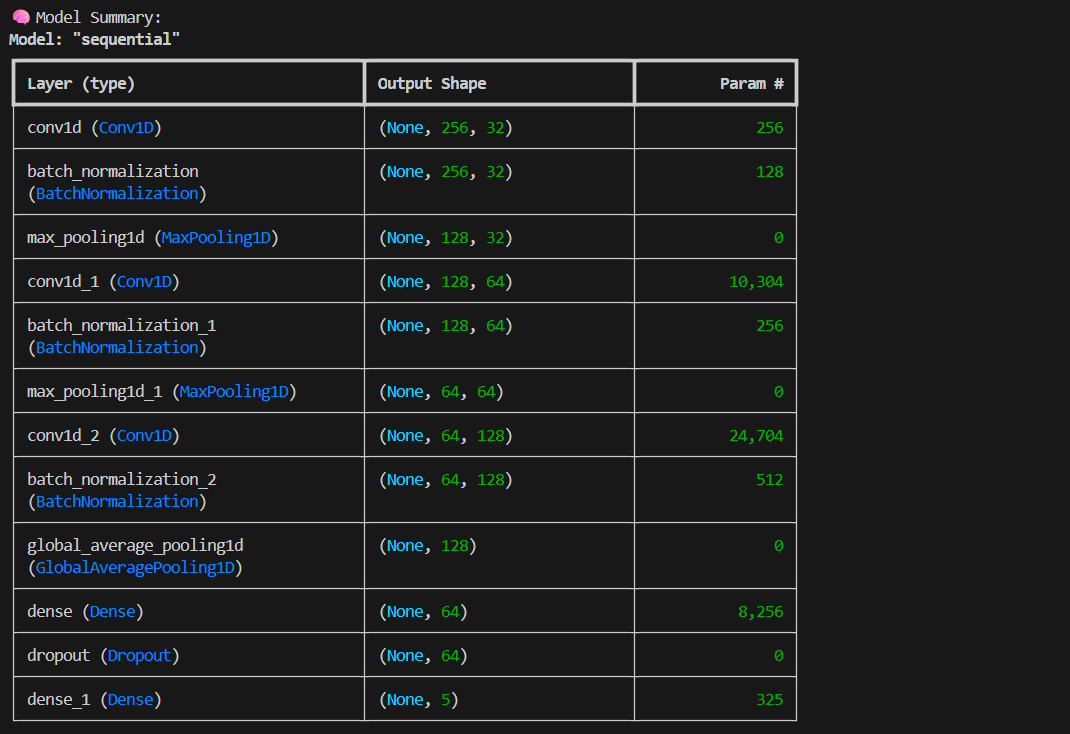 🧠 Model Summary:
Model: "sequential"
Layer (type) Output Shape Param #
conv1d (Conv1D) (None, 256, 32) 256
batch_normalization (None, 256, 32) 128
(BatchNormalization)
max_pooling1d (MaxPooling1D) (None, 128, 32) 0
conv1d_1 (Conv1D) (None, 128, 64) 10,304
batch_normalization_1 (None, 128, 64) 256
(BatchNormalization)
max_pooling1d_1 (MaxPooling1D) (None, 64, 64) 0
conv1d_2 (Conv1D) (None, 64, 128) 24,704
batch_normalization_2 (None, 64, 128) 512
(BatchNormalization)
global_average_pooling1d (None, 128) 0
(GlobalAveragePooling1D)
dense (Dense) (None, 64) 8,256
dropout (Dropout) (None, 64) 0
dense_1 (Dense) (None, 5) 325